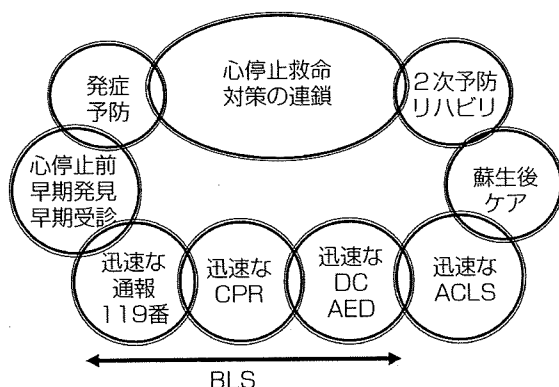 心停止救命
対策の連鎖
発症
予防
心停止前
早期発見
早期受診
迅速な
通報
119番
迅速な
CPR
迅速な
DC
AED
迅速な
ACLS
蘇生後
ケア
2次予防
リハビリ
BLS